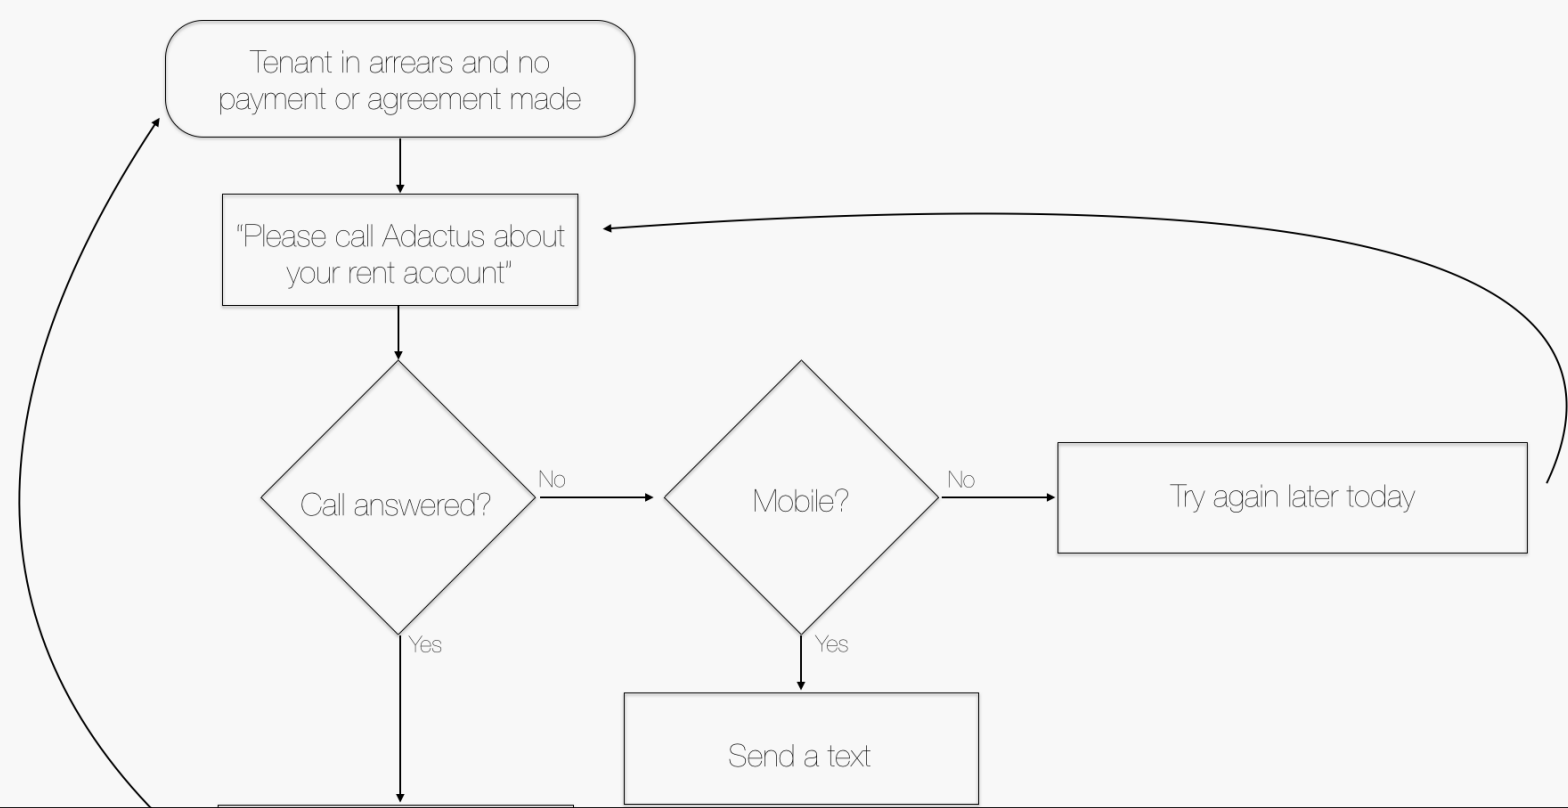 Tenant in arrears and no
payment or agreement made
"Please call Adactus about
your rent account"
Call answered?
No
Mobile?
No
Try again later today
Yes
Yes
Send a text